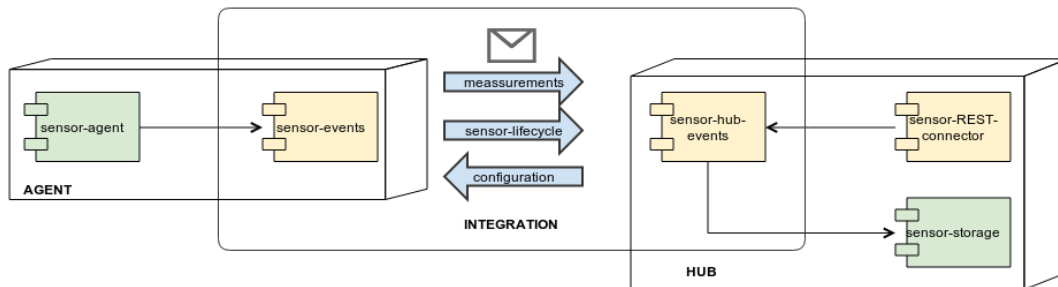 meassurements
sensor-agent
sensor-events
sensor-lifecycle
sensor-hub-
events
sensor-REST-
connector
configuration
AGENT
INTEGRATION
sensor-storage
HUB